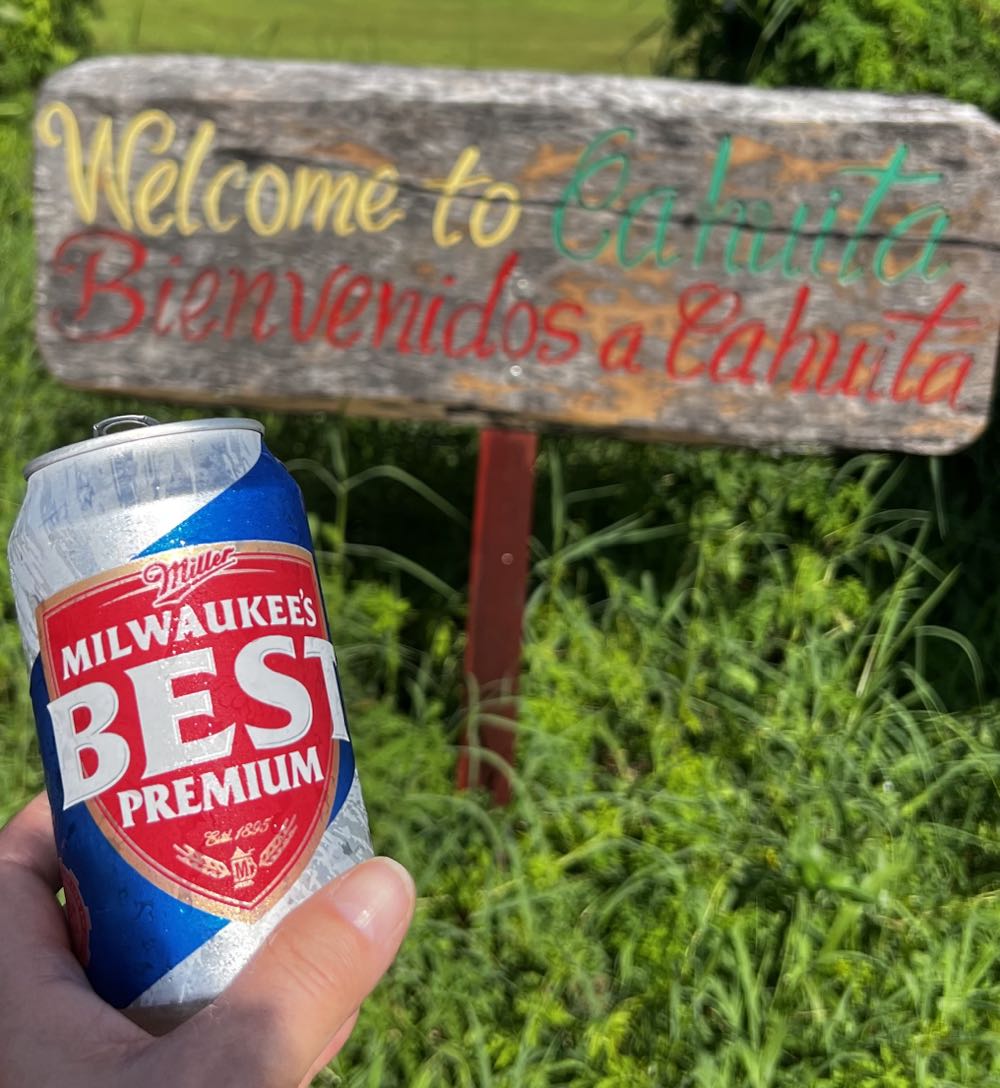 Welcome to Cahuita
Bienvenidos a Cahuita
Miller
MILWAUKEE'S
BEST
PREMIUM
Estd. 1895
MB